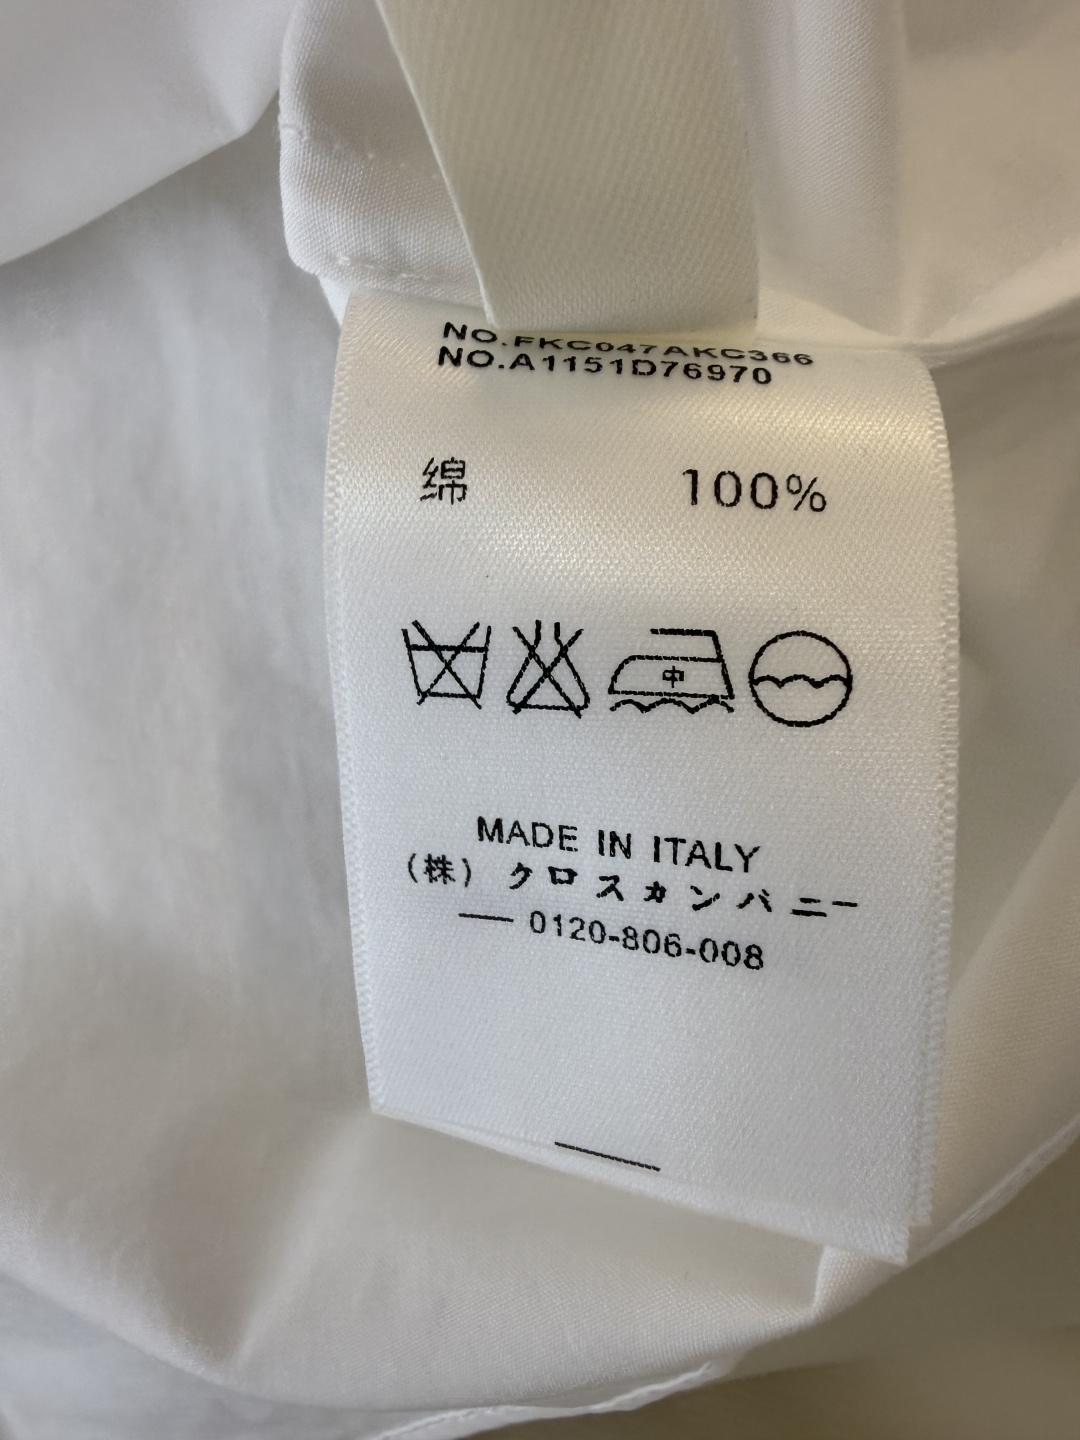 NO.FKC047AKC366
NO.A1151D76970
綿 100%
中
MADE IN ITALY
(株) クロスカンパニー
0120-806-008